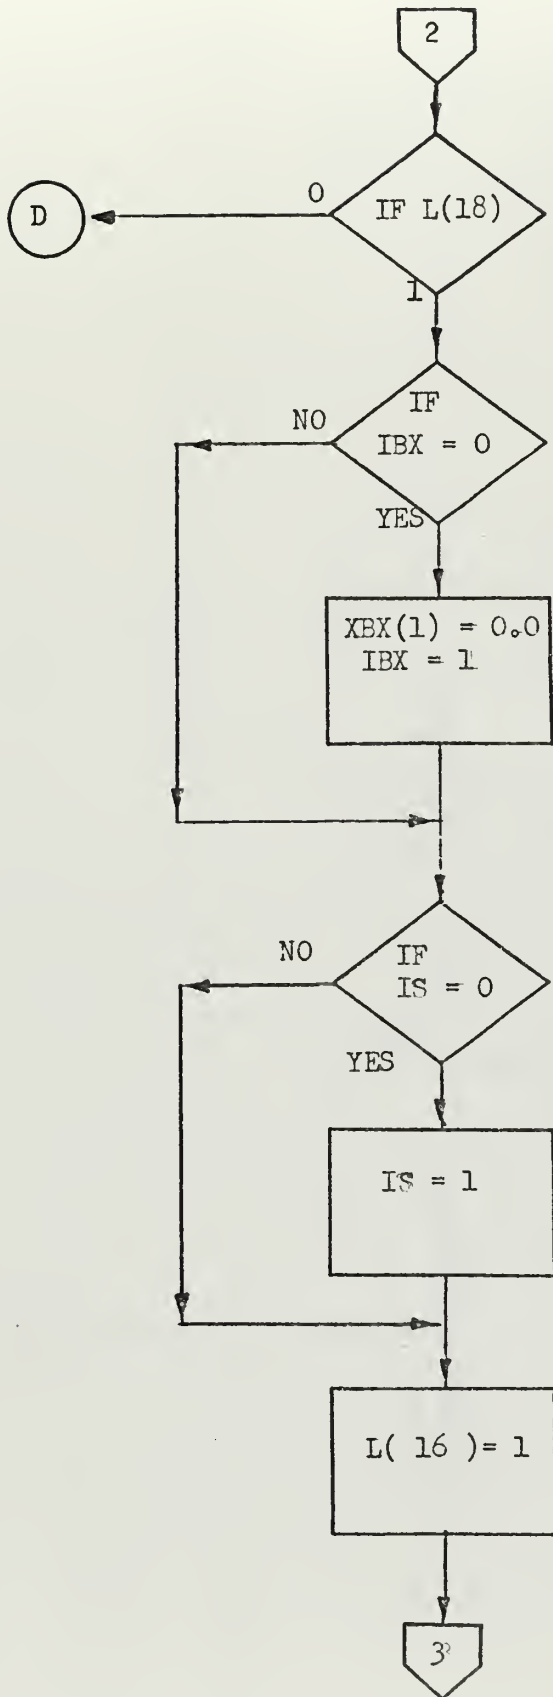 2
IF L(18)
O
D
1
IF
IBX = 0
NO
YES
XBX(1) = 0.0
IBX = 1
IF
IS = 0
NO
YES
IS = 1
L( 16 )= 1
3